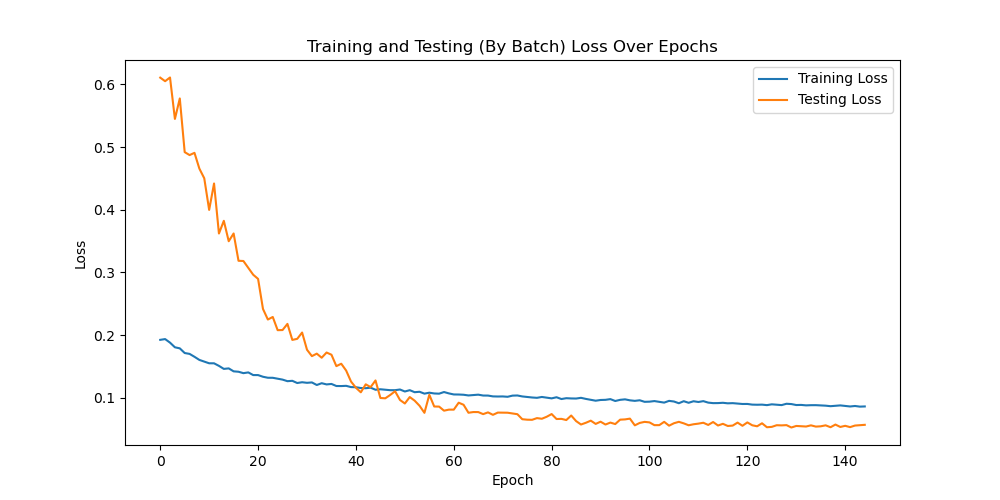 Training and Testing (By Batch) Loss Over Epochs
Training Loss
Testing Loss
0.6
0.5
0.4
0.3
0.2
0.1
Loss
0 20 40 60 80 100 120 140
Epoch